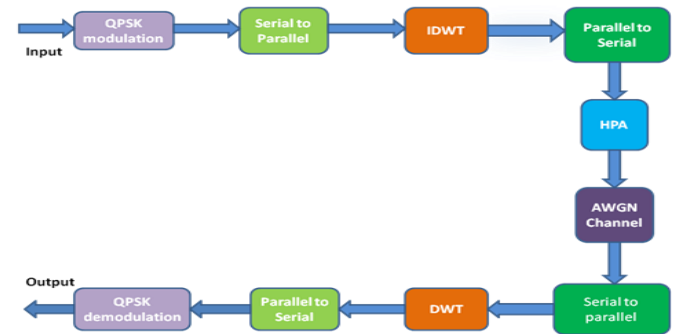 QPSK
modulation
Serial to
Parallel
IDWT
Parallel to
Serial
Input
HPA
AWGN
Channel
Output
QPSK
demodulation
Parallel to
Serial
DWT
Serial to
parallel